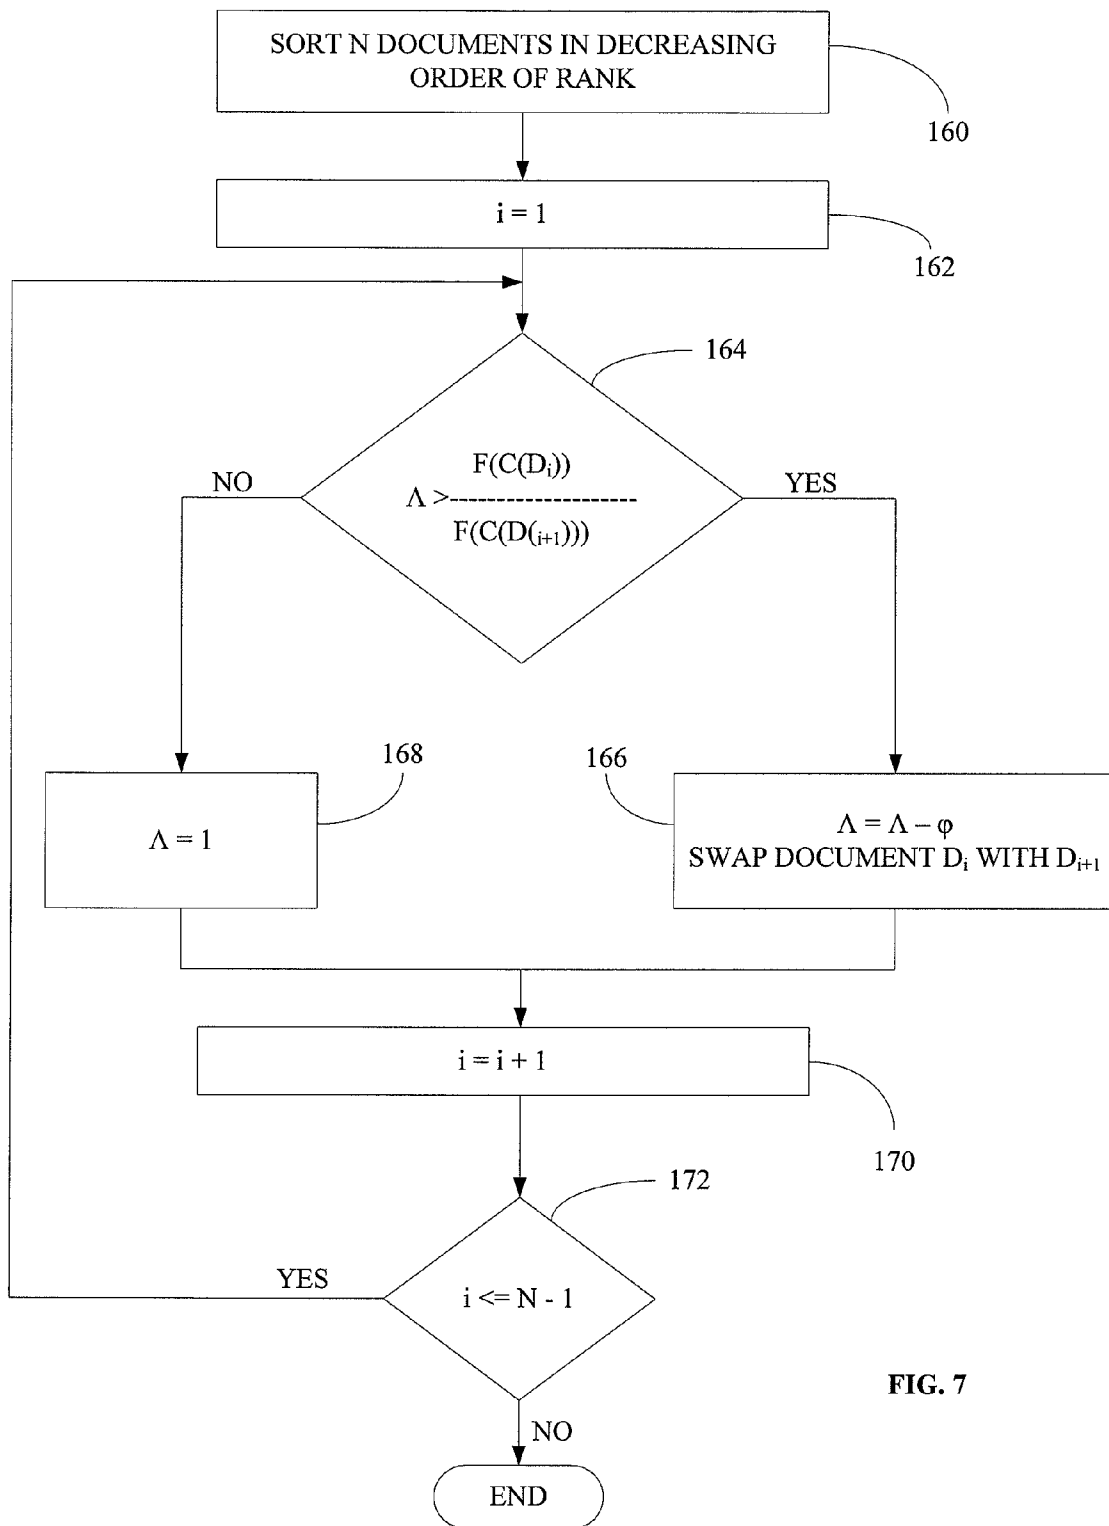 SORT N DOCUMENTS IN DECREASING
ORDER OF RANK
160
i = 1
162
164
F(C(Dᵢ))
NO
Λ >--------------------
YES
F(C(D(ᵢ₊₁)))
168
166
Λ = 1
Λ = Λ – φ
SWAP DOCUMENT Dᵢ WITH Dᵢ₊₁
i = i + 1
170
172
YES
i <= N - 1
FIG. 7
NO
END